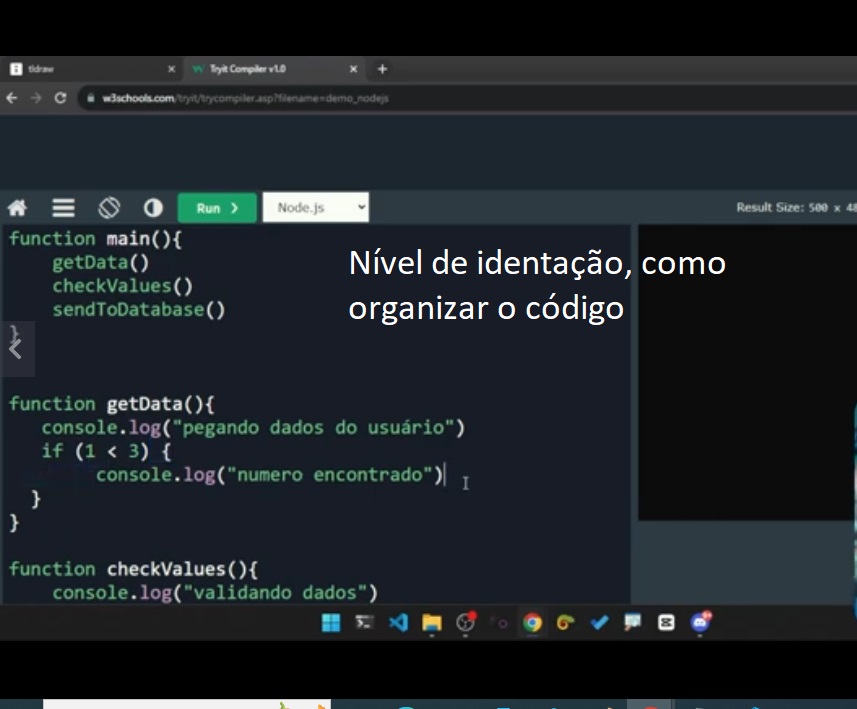 tldraw
Tryit Compiler v1.0
w3schools.com/tryit/trycompiler.asp?filename=demo_nodejs
Run
Node.js
Result Size: 500 x 48
function main(){
getData()
checkValues()
sendToDatabase()
}
Nível de identação, como
organizar o código
function getData(){
console.log("pegando dados do usuário")
if (1 < 3) {
console.log("numero encontrado")
}
}
function checkValues(){
console.log("validando dados")